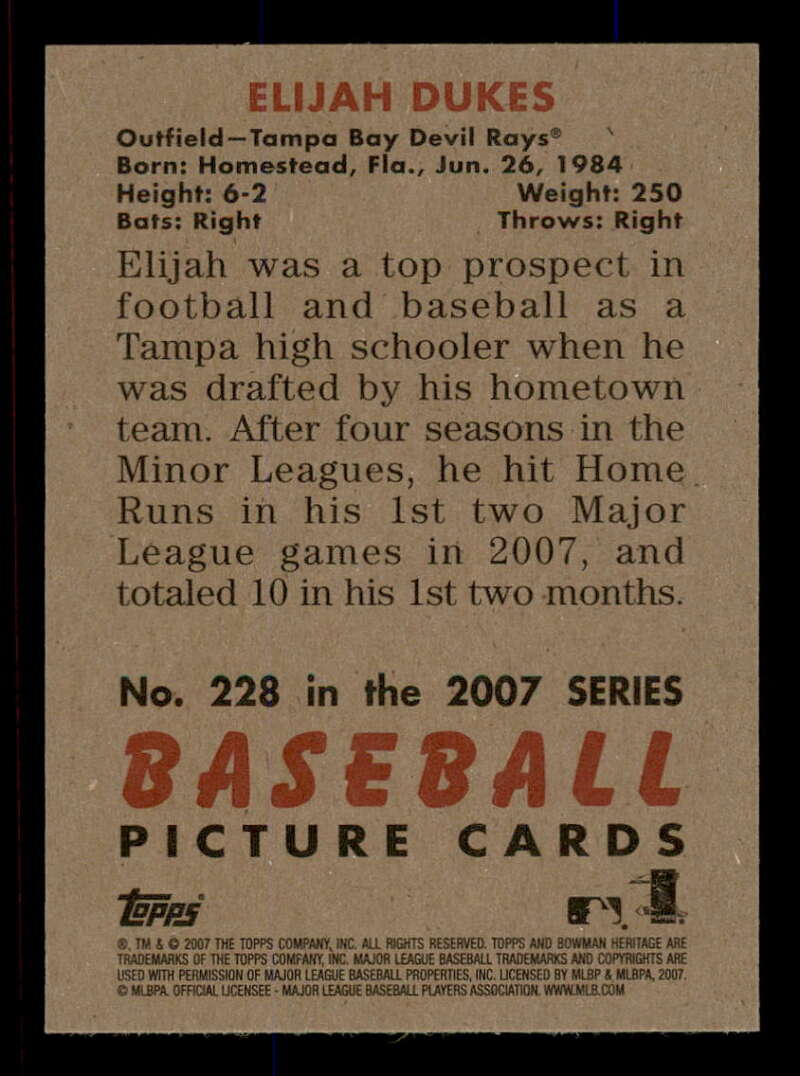 ELIJAH DUKES
Outfield—Tampa Bay Devil Rays®
Born: Homestead, Fla., Jun. 26, 1984
Height: 6-2 Weight: 250
Bats: Right Throws: Right
Elijah was a top prospect in
football and baseball as a
Tampa high schooler when he
was drafted by his hometown
team. After four seasons in the
Minor Leagues, he hit Home
Runs in his 1st two Major
League games in 2007, and
totaled 10 in his 1st two months.
No. 228 in the 2007 SERIES
BASEBALL
PICTURE CARDS
topps
®, TM & © 2007 THE TOPPS COMPANY, INC. ALL RIGHTS RESERVED. TOPPS AND BOWMAN HERITAGE ARE
TRADEMARKS OF THE TOPPS COMPANY, INC. MAJOR LEAGUE BASEBALL TRADEMARKS AND COPYRIGHTS ARE
USED WITH PERMISSION OF MAJOR LEAGUE BASEBALL PROPERTIES, INC. LICENSED BY MLBP & MLBPA, 2007.
© MLBPA. OFFICIAL LICENSEE - MAJOR LEAGUE BASEBALL PLAYERS ASSOCIATION. WWW.MLB.COM